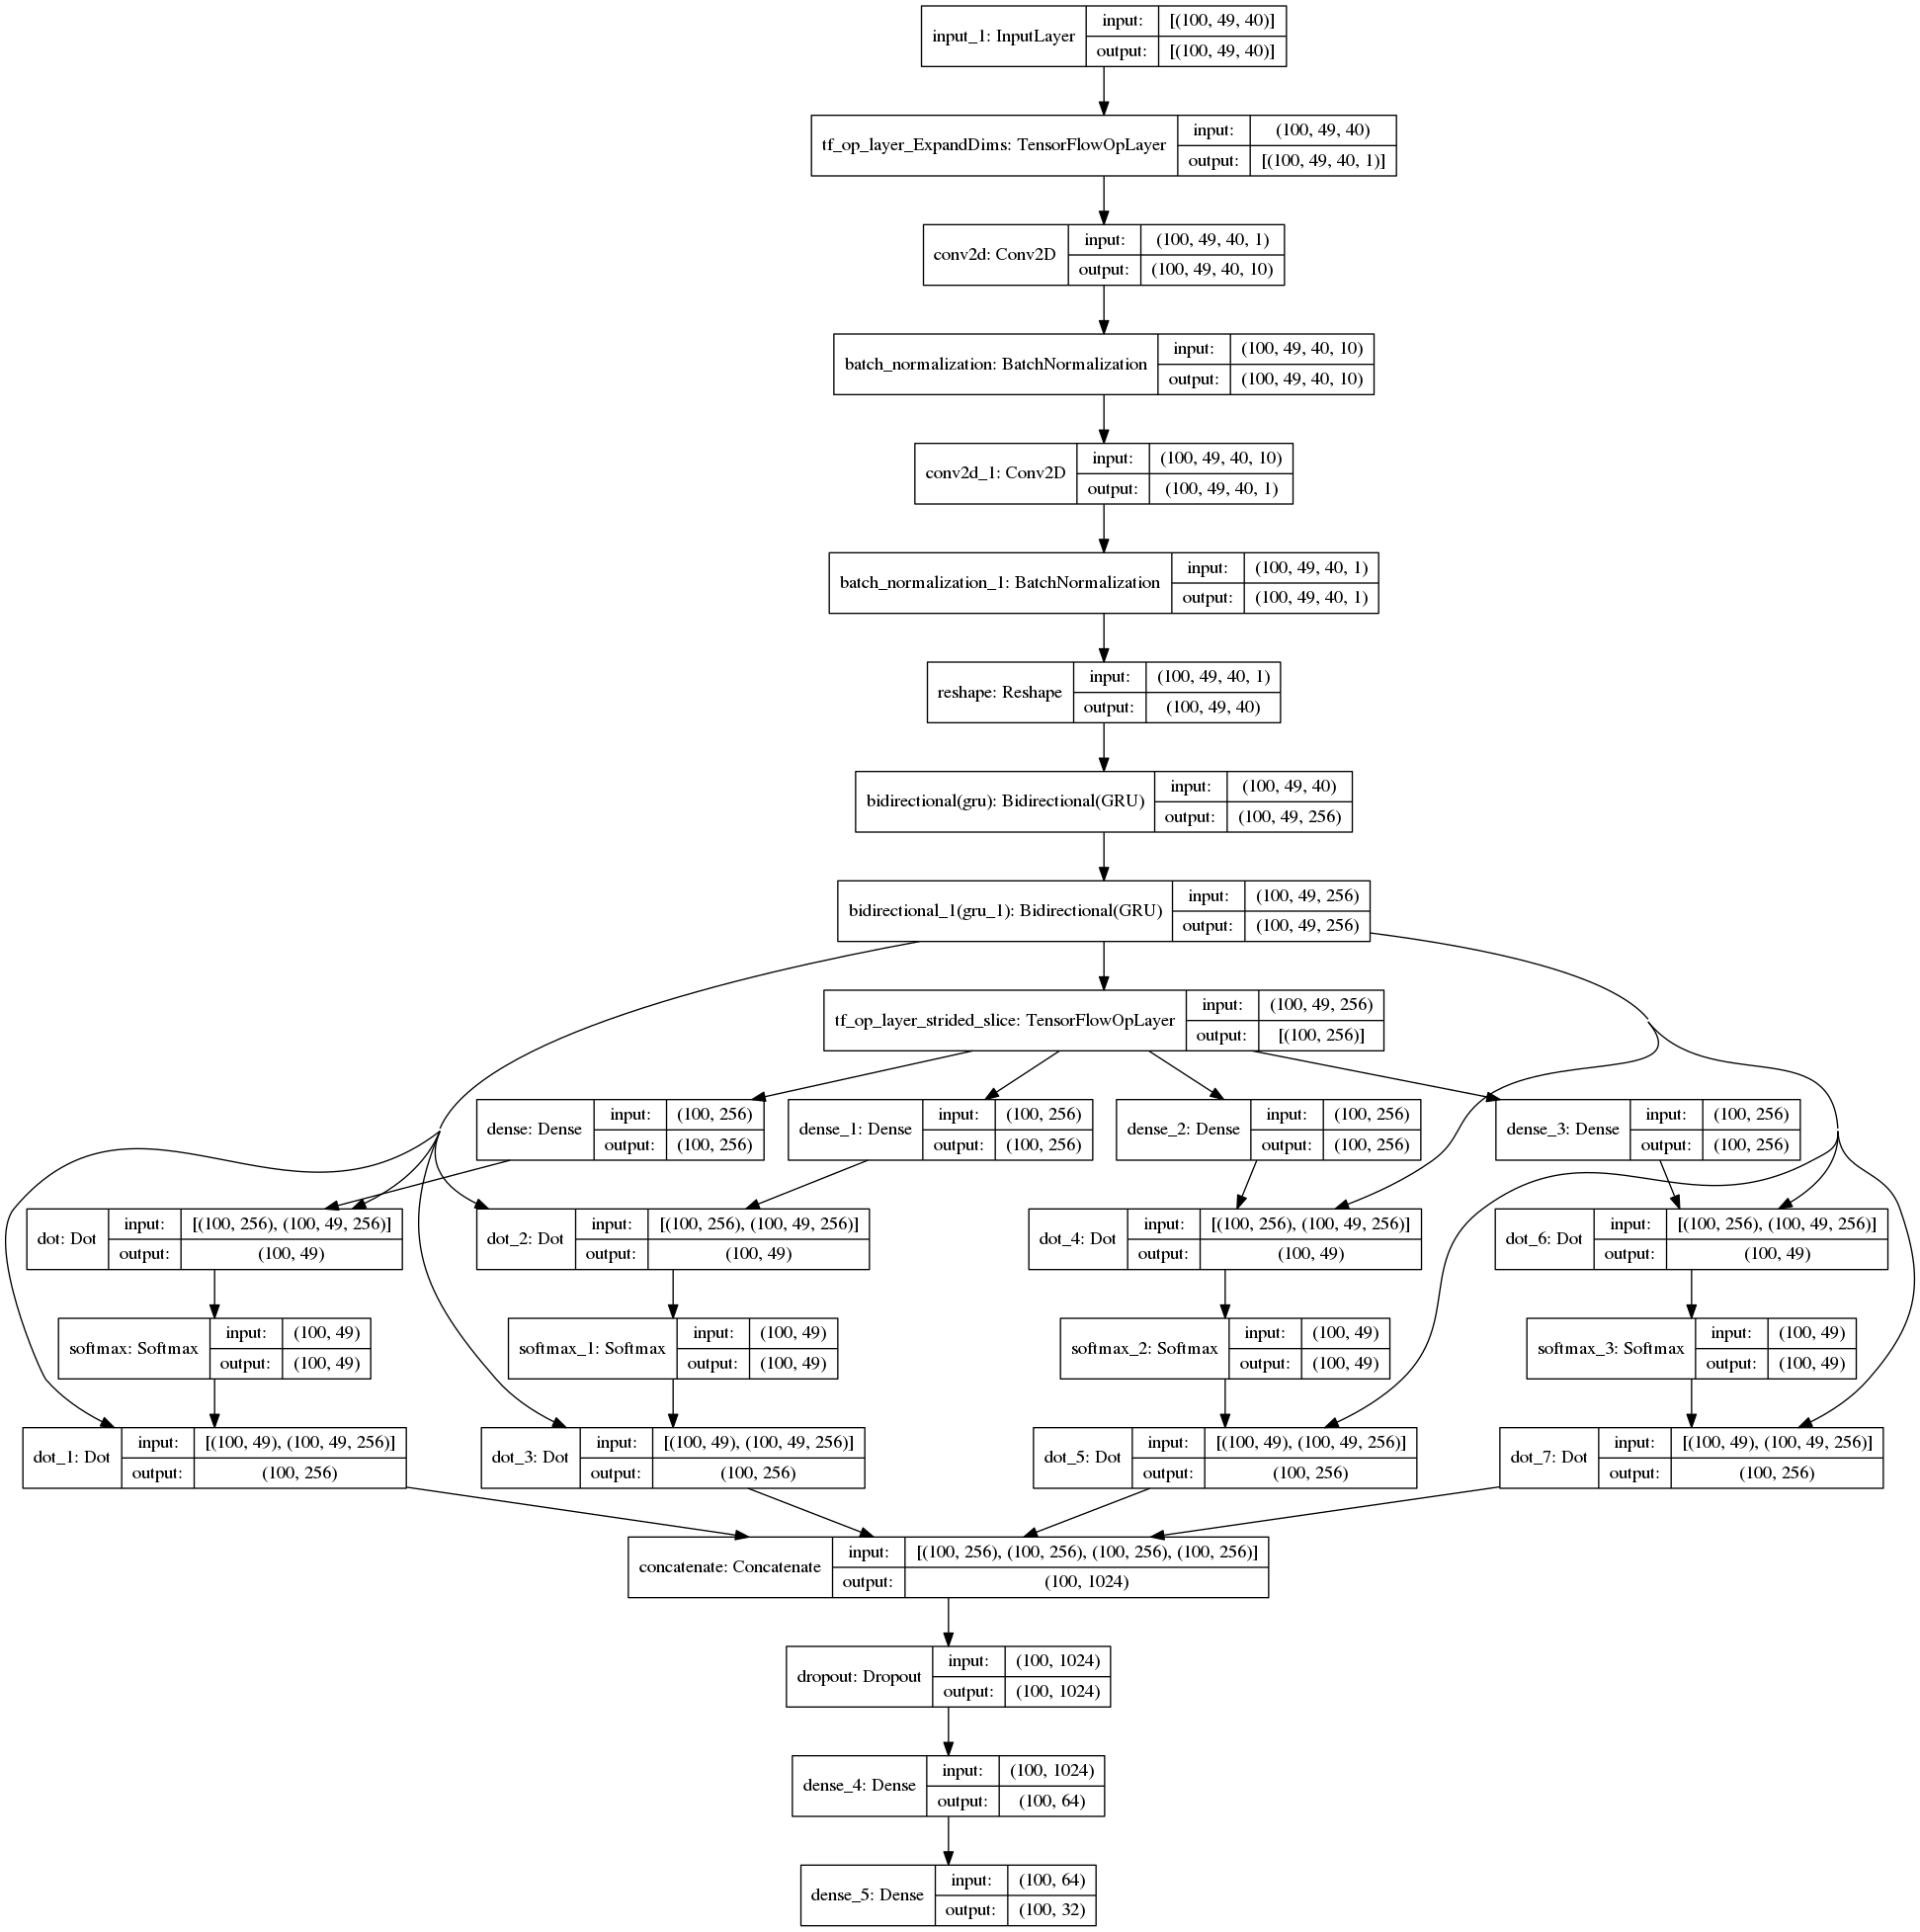 input_1: InputLayer
input:
[(100, 49, 40)]
output:
[(100, 49, 40)]
tf_op_layer_ExpandDims: TensorFlowOpLayer
input:
(100, 49, 40)
output:
[(100, 49, 40, 1)]
conv2d: Conv2D
input:
(100, 49, 40, 1)
output:
(100, 49, 40, 10)
batch_normalization: BatchNormalization
input:
(100, 49, 40, 10)
output:
(100, 49, 40, 10)
conv2d_1: Conv2D
input:
(100, 49, 40, 10)
output:
(100, 49, 40, 1)
batch_normalization_1: BatchNormalization
input:
(100, 49, 40, 1)
output:
(100, 49, 40, 1)
reshape: Reshape
input:
(100, 49, 40, 1)
output:
(100, 49, 40)
bidirectional(gru): Bidirectional(GRU)
input:
(100, 49, 40)
output:
(100, 49, 256)
bidirectional_1(gru_1): Bidirectional(GRU)
input:
(100, 49, 256)
output:
(100, 49, 256)
tf_op_layer_strided_slice: TensorFlowOpLayer
input:
(100, 49, 256)
output:
[(100, 256)]
dense: Dense
input:
(100, 256)
output:
(100, 256)
dense_1: Dense
input:
(100, 256)
output:
(100, 256)
dense_2: Dense
input:
(100, 256)
output:
(100, 256)
dense_3: Dense
input:
(100, 256)
output:
(100, 256)
dot: Dot
input:
[(100, 256), (100, 49, 256)]
output:
(100, 49)
dot_2: Dot
input:
[(100, 256), (100, 49, 256)]
output:
(100, 49)
dot_4: Dot
input:
[(100, 256), (100, 49, 256)]
output:
(100, 49)
dot_6: Dot
input:
[(100, 256), (100, 49, 256)]
output:
(100, 49)
softmax: Softmax
input:
(100, 49)
output:
(100, 49)
softmax_1: Softmax
input:
(100, 49)
output:
(100, 49)
softmax_2: Softmax
input:
(100, 49)
output:
(100, 49)
softmax_3: Softmax
input:
(100, 49)
output:
(100, 49)
dot_1: Dot
input:
[(100, 49), (100, 49, 256)]
output:
(100, 256)
dot_3: Dot
input:
[(100, 49), (100, 49, 256)]
output:
(100, 256)
dot_5: Dot
input:
[(100, 49), (100, 49, 256)]
output:
(100, 256)
dot_7: Dot
input:
[(100, 49), (100, 49, 256)]
output:
(100, 256)
concatenate: Concatenate
input:
[(100, 256), (100, 256), (100, 256), (100, 256)]
output:
(100, 1024)
dropout: Dropout
input:
(100, 1024)
output:
(100, 1024)
dense_4: Dense
input:
(100, 1024)
output:
(100, 64)
dense_5: Dense
input:
(100, 64)
output:
(100, 32)